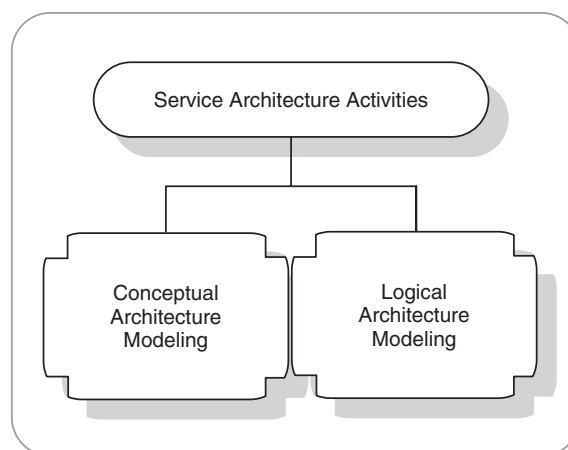 Service Architecture Activities
Conceptual
Architecture
Modeling
Logical
Architecture
Modeling